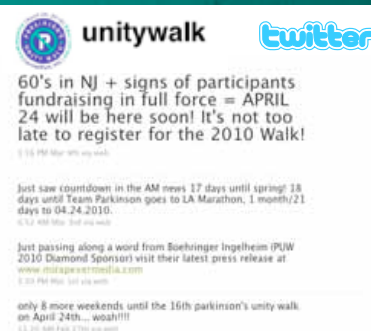 unitywalk
twitter
60's in NJ + signs of participants
fundraising in full force = APRIL
24 will be here soon! It's not too
late to register for the 2010 Walk!
Just saw countdown in the AM news 17 days until spring! 18
days until Team Parkinson goes to LA Marathon, 1 month/21
days to 04.24.2010.
Just passing along a word from Boehringer Ingelheim (PUW
2010 Diamond Sponsor) visit their latest press release at
www.mirapexermedia.com
only 8 more weekends until the 16th parkinson's unity walk
on April 24th... woah!!!!